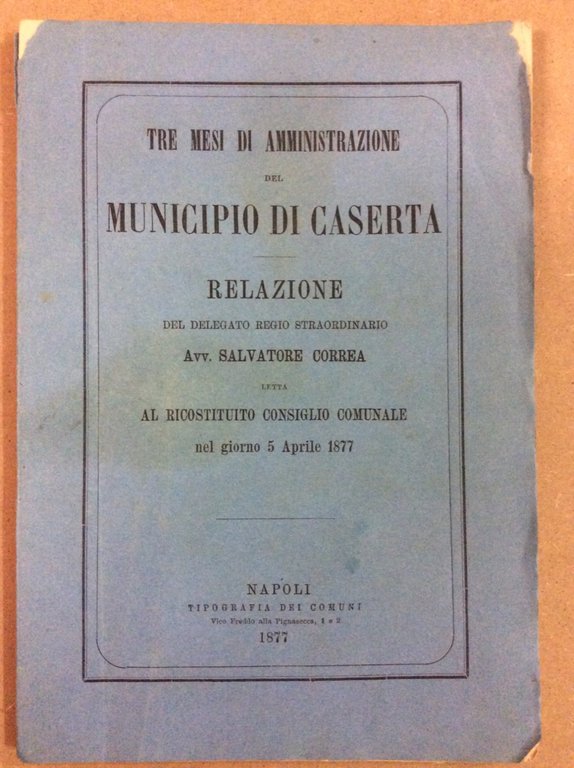 TRE MESI DI AMMINISTRAZIONE
DEL
MUNICIPIO DI CASERTA
RELAZIONE
DEL DELEGATO REGIO STRAORDINARIO
Avv. SALVATORE CORREA
LETTA
AL RICOSTITUITO CONSIGLIO COMUNALE
nel giorno 5 Aprile 1877
NAPOLI
TIPOGRAFIA DEI COMUNI
Vico Freddo alla Pignasecca, 1 e 2
1877